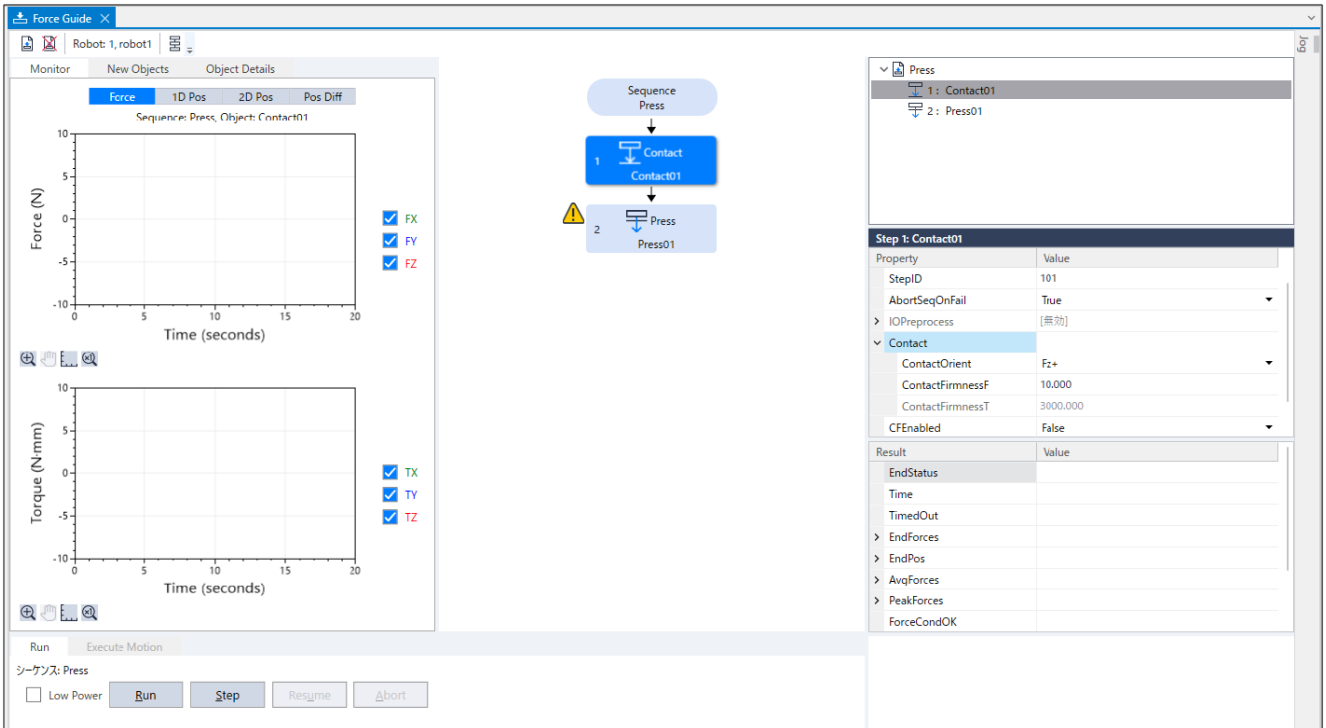 Force Guide
Robot: 1, robot1
Jog
Monitor New Objects Object Details
Force 1D Pos 2D Pos Pos Diff
Sequence: Press, Object: Contact01
10
5
0
-5
-10
Force (N)
0 5 10 15 20
Time (seconds)
FX
FY
FZ
10
5
0
-5
-10
Torque (N·mm)
0 5 10 15 20
Time (seconds)
TX
TY
TZ
Sequence
Press
1 Contact
Contact01
2 Press
Press01
Press
1 : Contact01
2 : Press01
Step 1: Contact01
Property Value
StepID 101
AbortSeqOnFail True
IOPreprocess [無効]
Contact
ContactOrient Fz+
ContactFirmnessF 10.000
ContactFirmnessT 3000.000
CFEnabled False
Result Value
EndStatus
Time
TimedOut
EndForces
EndPos
AvgForces
PeakForces
ForceCondOK
Run Execute Motion
シーケンス: Press
Low Power Run Step Resume Abort